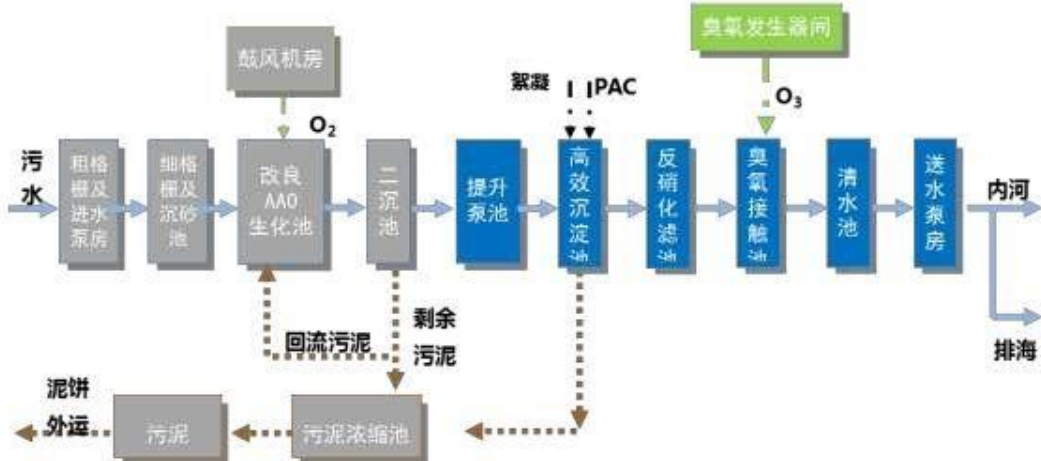 臭氧发生器间
鼓风机房
絮凝
PAC
O₃
O₂
污
水
粗格
栅及
进水
泵房
细格
栅及
沉砂
池
改良
AAO
生化池
二
沉
池
提升
泵池
高
效
沉
淀
池
反
硝
化
滤
池
臭
氧
接
触
池
清
水
池
送
水
泵
房
内河
排海
回流污泥
剩余
污泥
泥饼
外运
污泥
污泥浓缩池